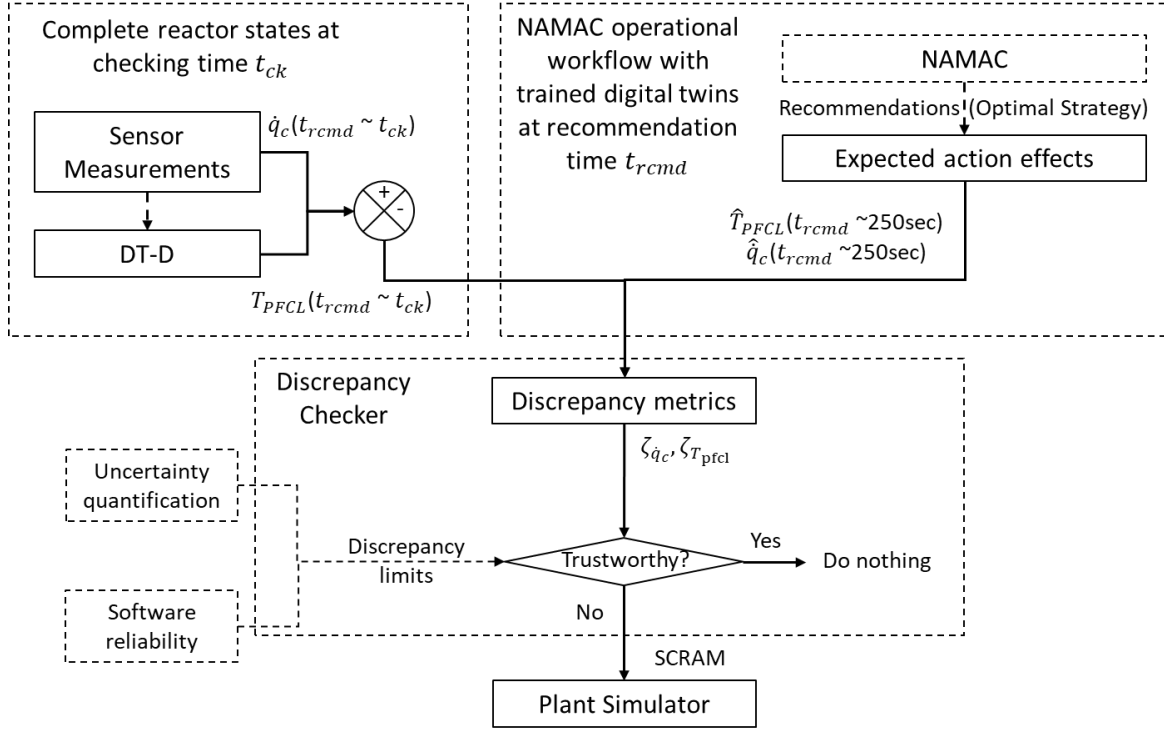 Complete reactor states at
checking time t_ck
Sensor
Measurements
q̇_c(t_rcmd ~ t_ck)
+
-
DT-D
T_PFCL(t_rcmd ~ t_ck)
NAMAC operational
workflow with
trained digital twins
at recommendation
time t_rcmd
NAMAC
Recommendations (Optimal Strategy)
Expected action effects
T̂_PFCL(t_rcmd ~250sec)
q̇̂_c(t_rcmd ~250sec)
Discrepancy
Checker
Discrepancy metrics
ζ_q̇_c, ζ_T_pfcl
Uncertainty
quantification
Discrepancy
limits
Trustworthy?
Yes
Do nothing
Software
reliability
No
SCRAM
Plant Simulator